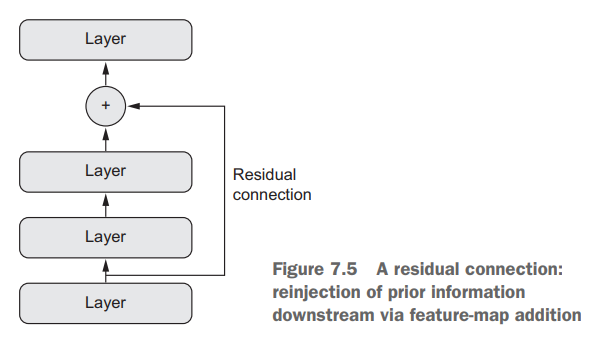 Layer
+
Layer
Residual
connection
Layer
Layer
Figure 7.5 A residual connection:
reinjection of prior information
downstream via feature-map addition